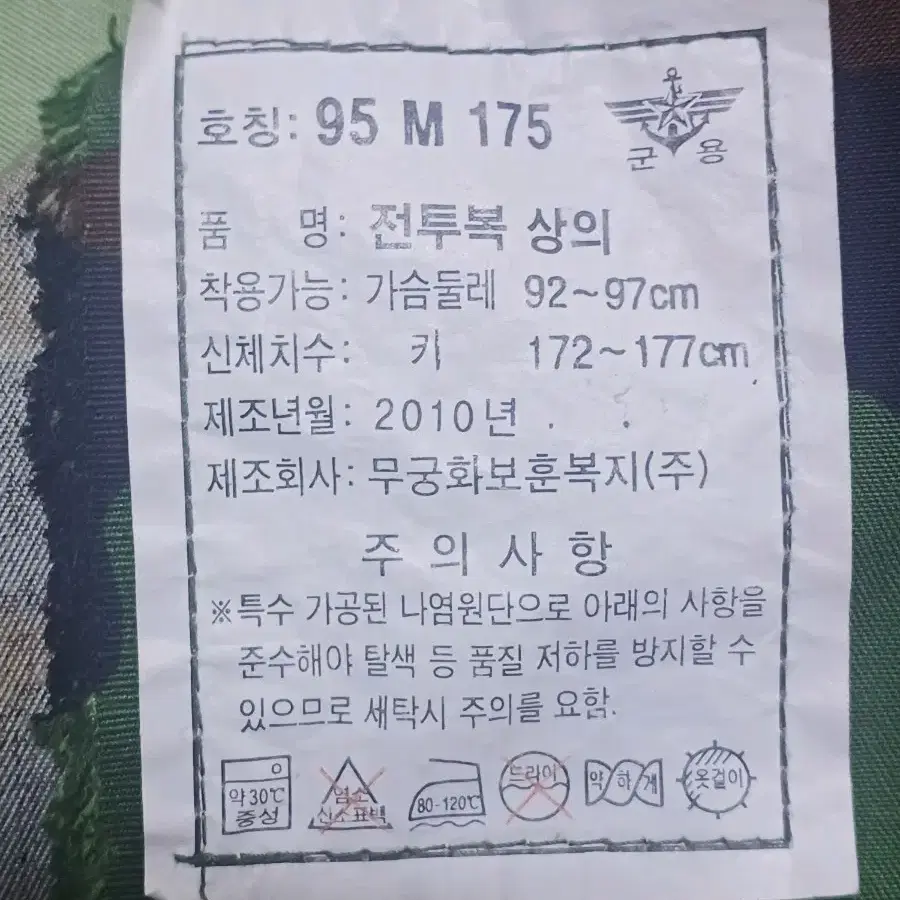 호칭: 95 M 175
군 용
품 명: 전투복 상의
착용가능: 가슴둘레 92~97cm
신체치수: 키 172~177cm
제조년월: 2010년 . .
제조회사: 무궁화보훈복지(주)
주 의 사 항
※특수 가공된 나염원단으로 아래의 사항을
준수해야 탈색 등 품질 저하를 방지할 수
있으므로 세탁시 주의를 요함.
약30℃
중성
염소
산소표백
80-120℃
드라이
약하게
옷걸이